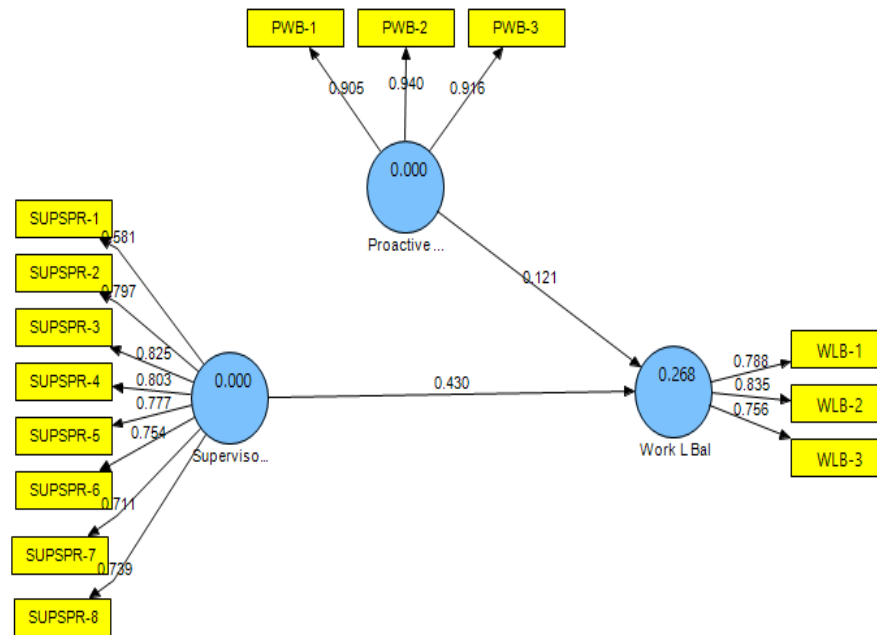 PWB-1
PWB-2
PWB-3
0.905
0.940
0.916
0.000
Proactive ...
0.121
SUPSPR-1
SUPSPR-2
SUPSPR-3
SUPSPR-4
SUPSPR-5
SUPSPR-6
SUPSPR-7
SUPSPR-8
0.581
0.797
0.825
0.803
0.777
0.754
0.711
0.739
0.000
Superviso...
0.430
0.268
Work L Bal
0.788
0.835
0.756
WLB-1
WLB-2
WLB-3